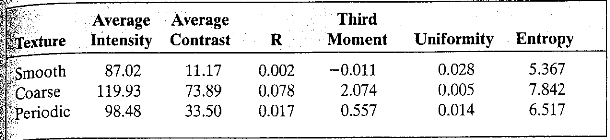 Average Average Third
Texture Intensity Contrast R Moment Uniformity Entropy
Smooth 87.02 11.17 0.002 −0.011 0.028 5.367
Coarse 119.93 73.89 0.078 2.074 0.005 7.842
Periodic 98.48 33.50 0.017 0.557 0.014 6.517